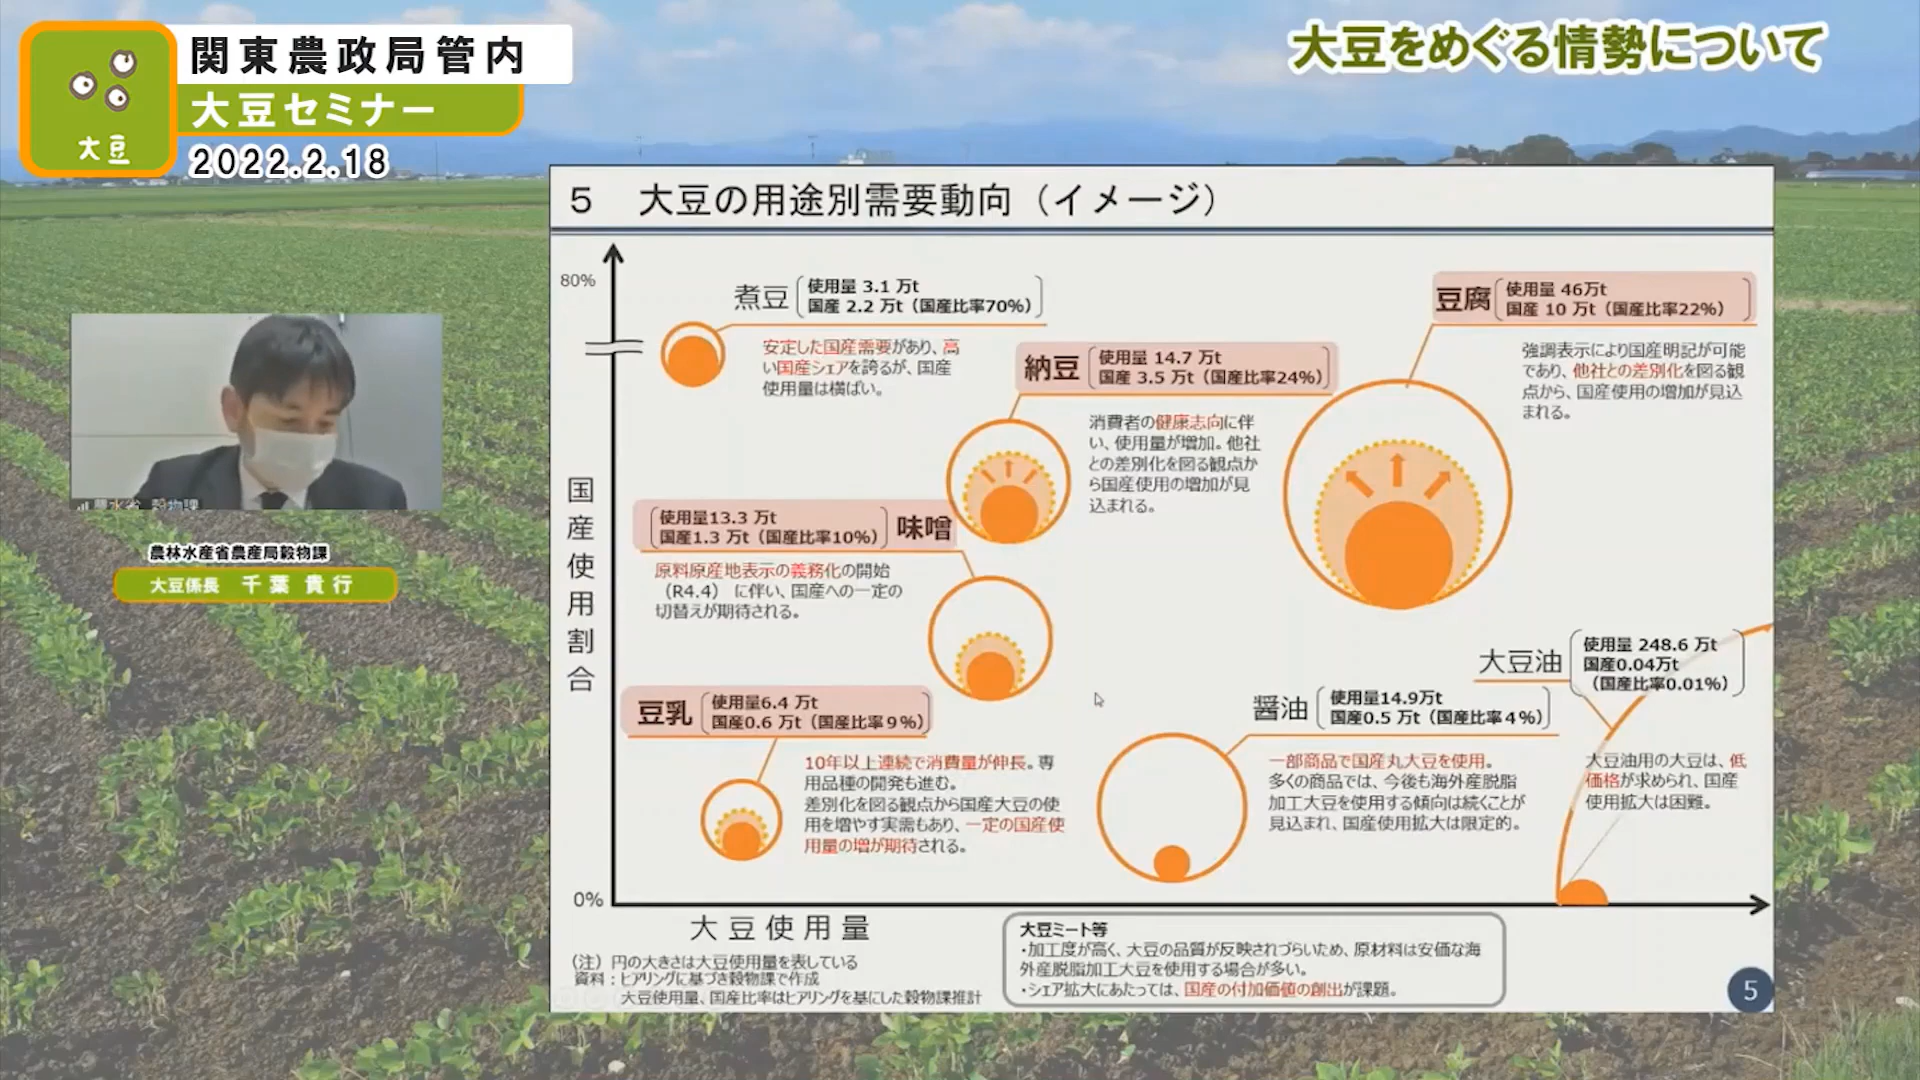 関東農政局管内
大豆セミナー
大豆
2022.2.18
大豆をめぐる情勢について
農林水産省農産局穀物課
大豆係長 千葉 貴行
5 大豆の用途別需要動向（イメージ）
80%
国産使用割合
0%
大豆使用量
煮豆
使用量 3.1 万t
国産 2.2 万t（国産比率70%）
安定した国産需要があり、高
い国産シェアを誇るが、国産
使用量は横ばい。
納豆
使用量 14.7 万t
国産 3.5 万t（国産比率24%）
消費者の健康志向に伴
い、使用量が増加。他社
との差別化を図る観点か
ら国産使用の増加が見
込まれる。
豆腐
使用量 46万t
国産 10 万t（国産比率22%）
強調表示により国産明記が可能
であり、他社との差別化を図る観
点から、国産使用の増加が見込
まれる。
使用量13.3 万t
国産1.3 万t（国産比率10%）
味噌
原料原産地表示の義務化の開始
（R4.4） に伴い、国産への一定の
切替えが期待される。
豆乳
使用量6.4 万t
国産0.6 万t（国産比率９%）
10年以上連続で消費量が伸長。専
用品種の開発も進む。
差別化を図る観点から国産大豆の使
用を増やす実需もあり、一定の国産使
用量の増が期待される。
醤油
使用量14.9万t
国産0.5 万t（国産比率４%）
一部商品で国産丸大豆を使用。
多くの商品では、今後も海外産脱脂
加工大豆を使用する傾向は続くことが
見込まれ、国産使用拡大は限定的。
大豆油
使用量 248.6 万t
国産0.04万t
（国産比率0.01%）
大豆油用の大豆は、低
価格が求められ、国産
使用拡大は困難。
（注）円の大きさは大豆使用量を表している
資料：ヒアリングに基づき穀物課で作成
大豆使用量、国産比率はヒアリングを基にした穀物課推計
大豆ミート等
・加工度が高く、大豆の品質が反映されづらいため、原材料は安価な海
外産脱脂加工大豆を使用する場合が多い。
・シェア拡大にあたっては、国産の付加価値の創出が課題。
5